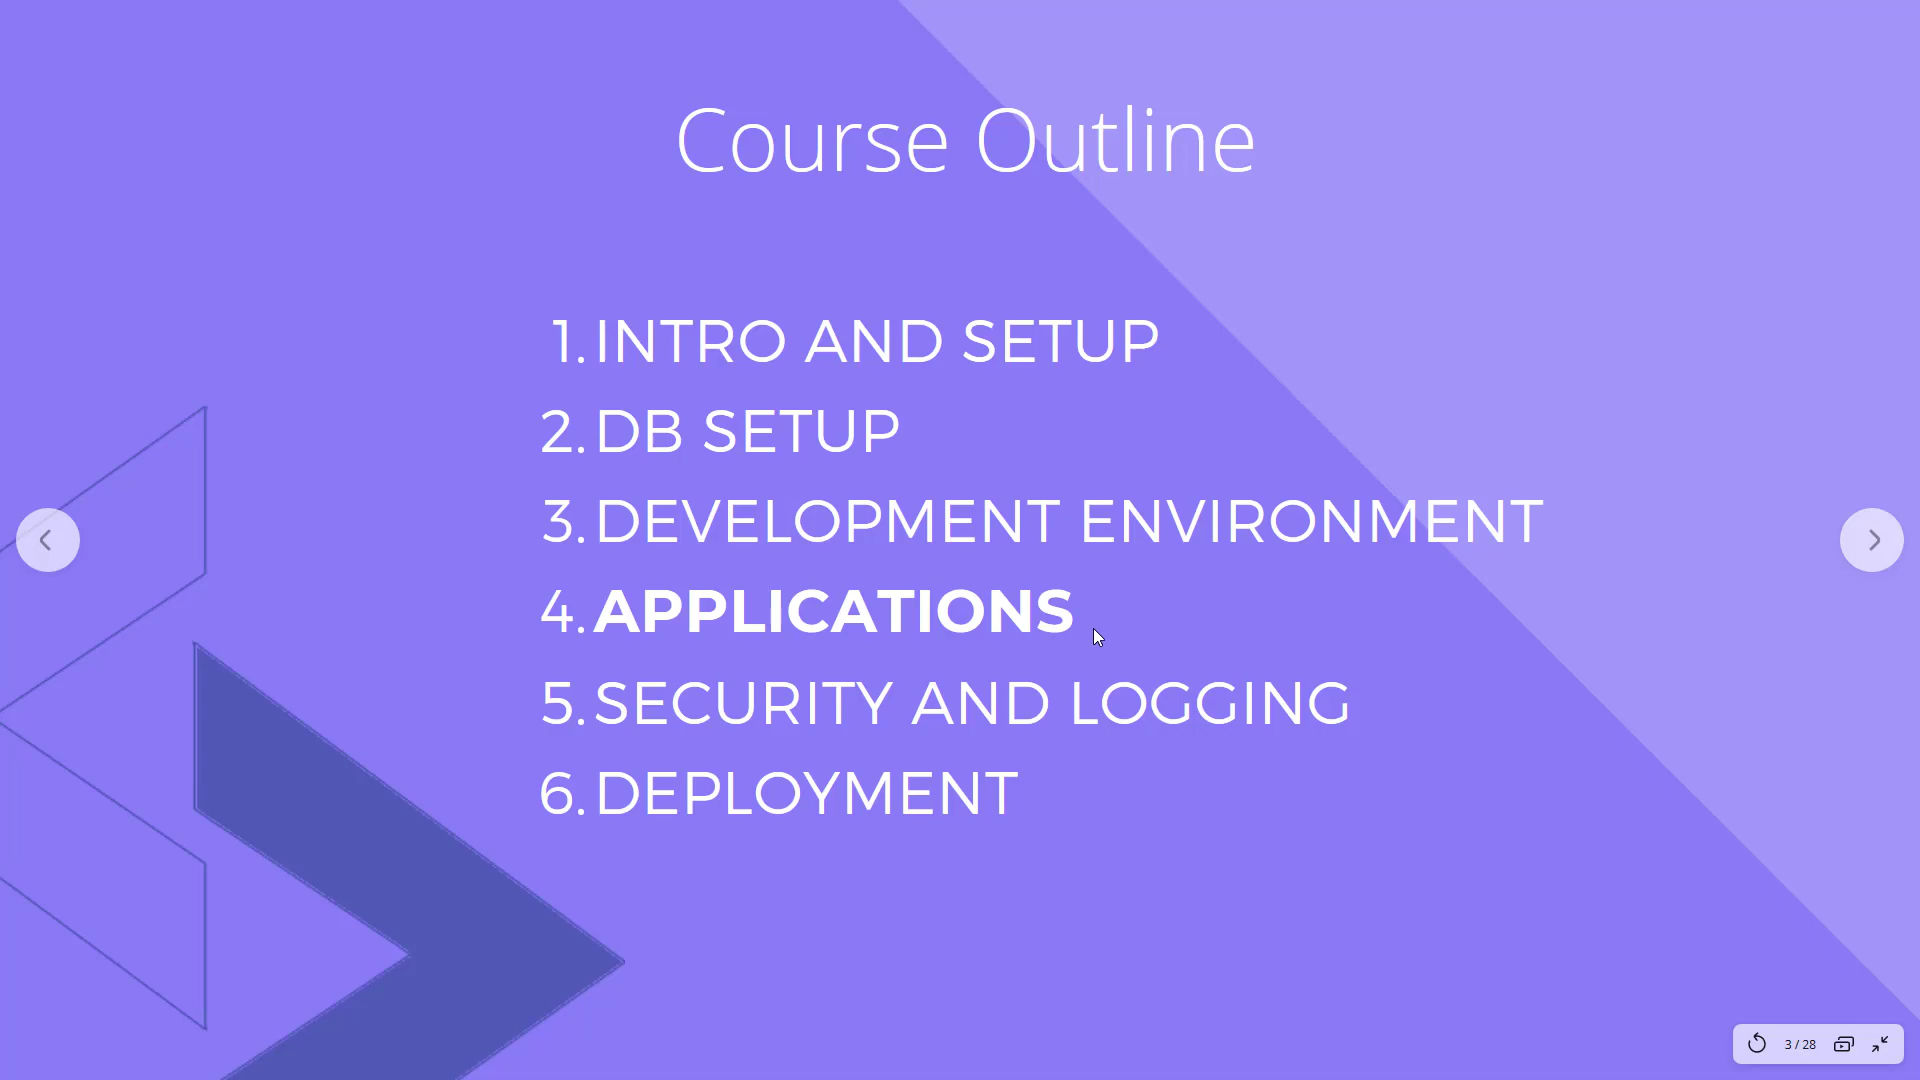 Course Outline
1. INTRO AND SETUP
2. DB SETUP
3. DEVELOPMENT ENVIRONMENT
4. APPLICATIONS
5. SECURITY AND LOGGING
6. DEPLOYMENT
3 / 28